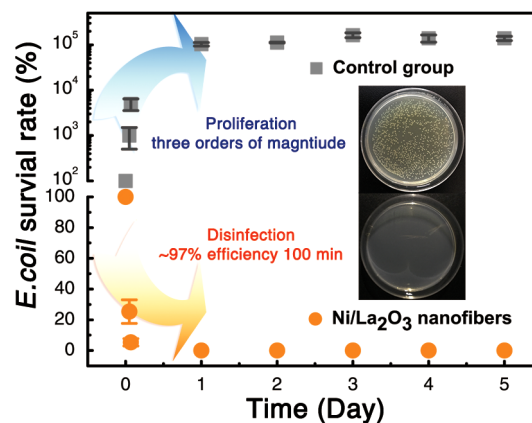 E.coil survial rate (%)
10⁵
10⁴
10³
10²
100
80
60
40
20
0
Control group
Proliferation
three orders of magntiude
Disinfection
~97% efficiency 100 min
Ni/La₂O₃ nanofibers
0 1 2 3 4 5
Time (Day)